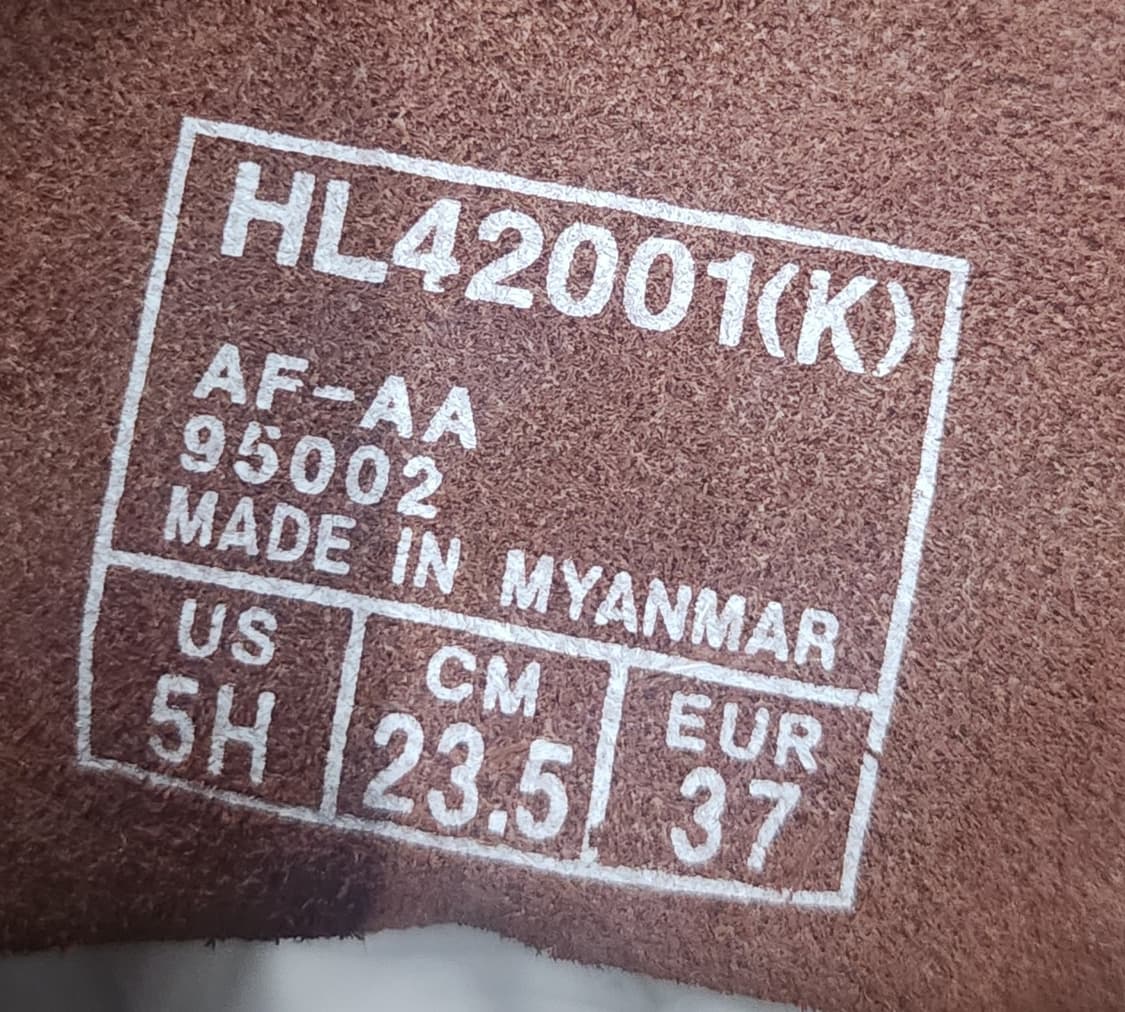 HL42001(K)
AF-AA
95002
MADE IN MYANMAR
US CM EUR
5H 23.5 37